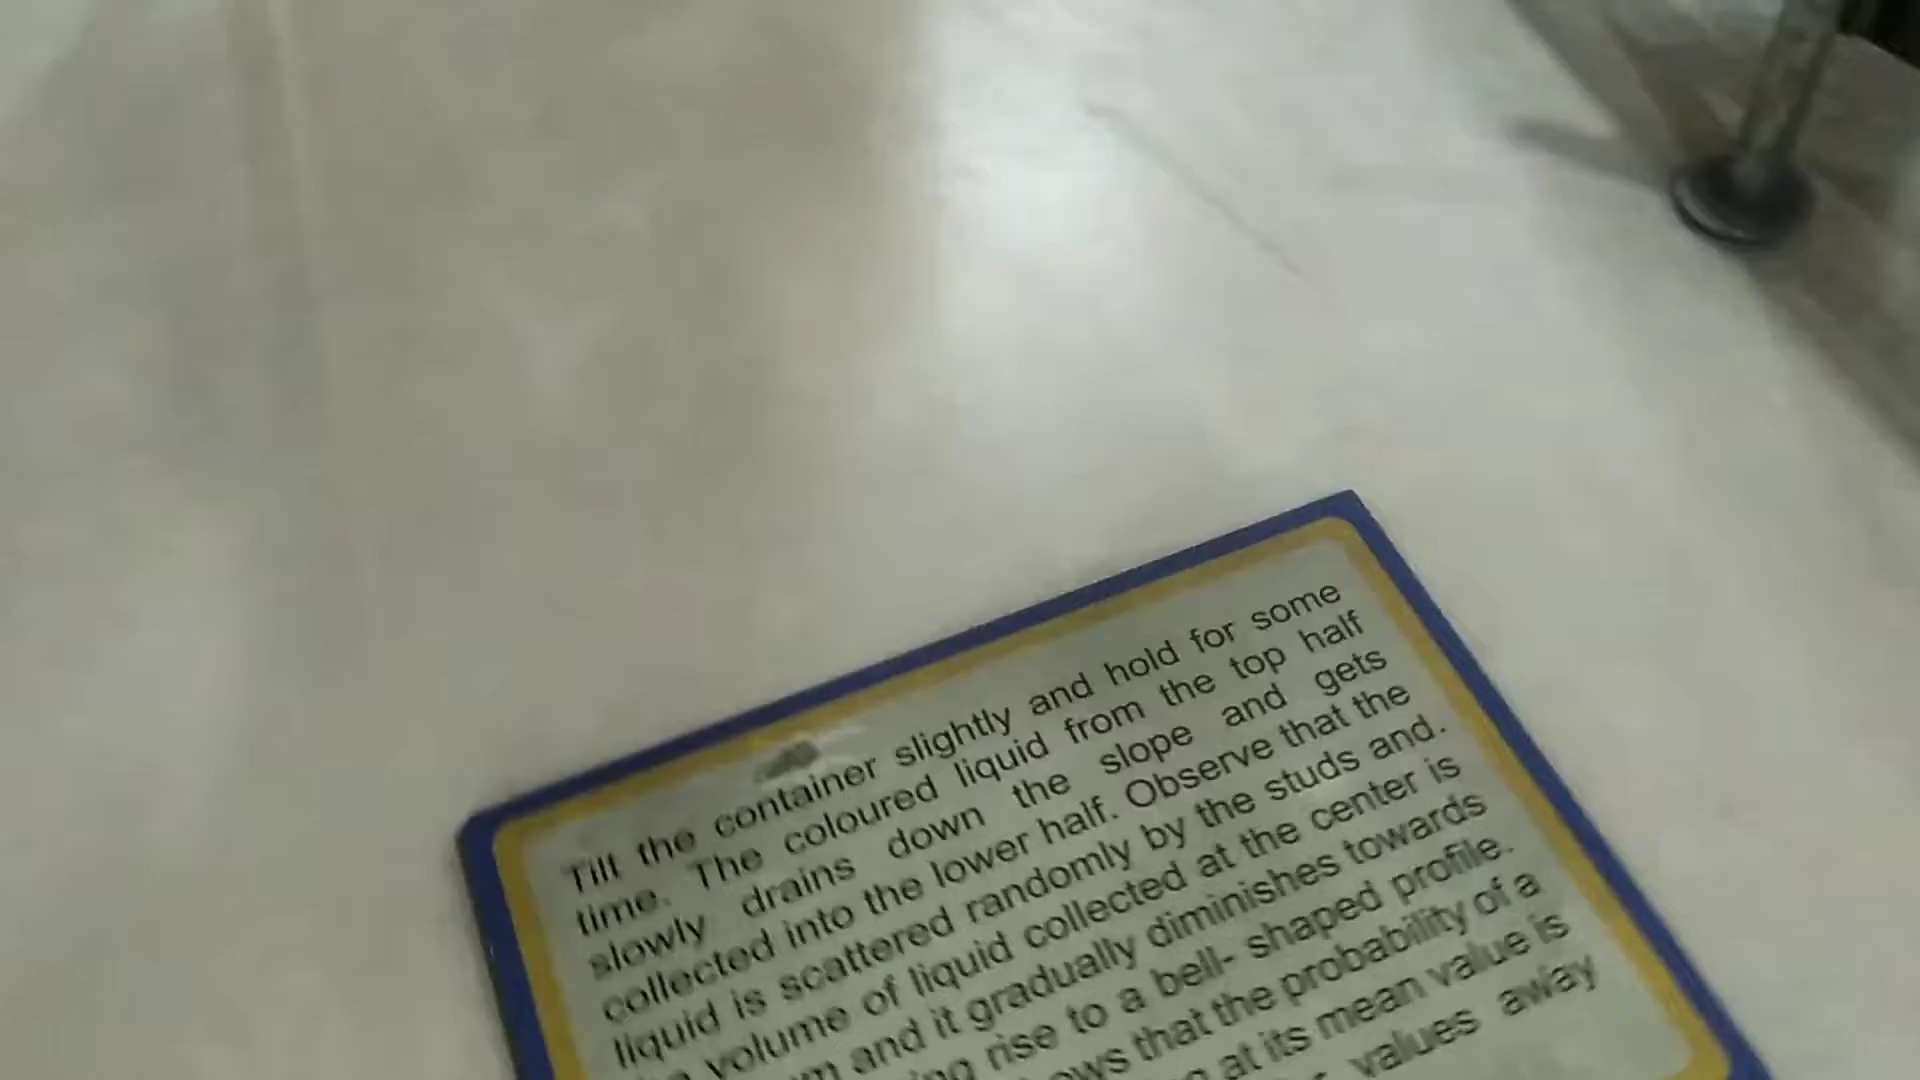 Tilt the container slightly and hold for some
time. The coloured liquid from the top half
slowly drains down the slope and gets
collected into the lower half. Observe that the
liquid is scattered randomly by the studs and.
volume of liquid collected at the center is
and it gradually diminishes towards
rise to a bell- shaped profile.
that the probability of a
at its mean value is
values away